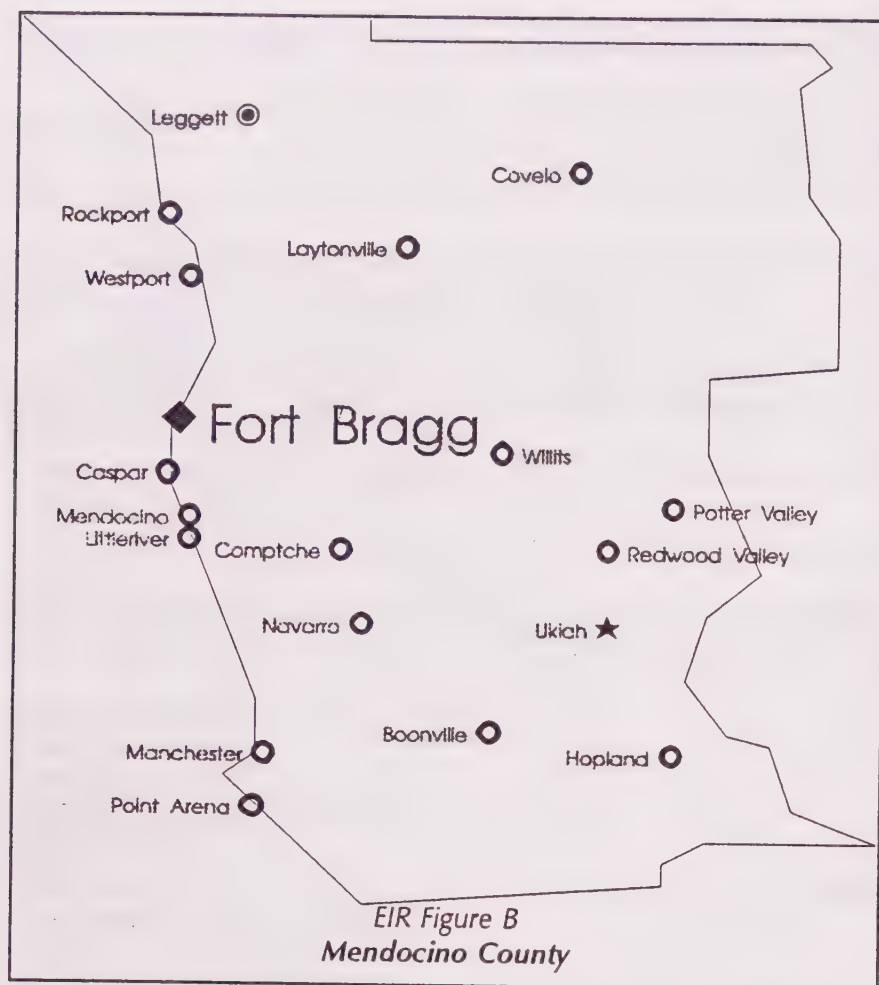 Leggett
Covelo
Rockport
Laytonville
Westport
Fort Bragg
Willits
Caspar
Potter Valley
Mendocino
Littleriver
Comptche
Redwood Valley
Navarro
Ukiah
Boonville
Manchester
Hopland
Point Arena
EIR Figure B
Mendocino County